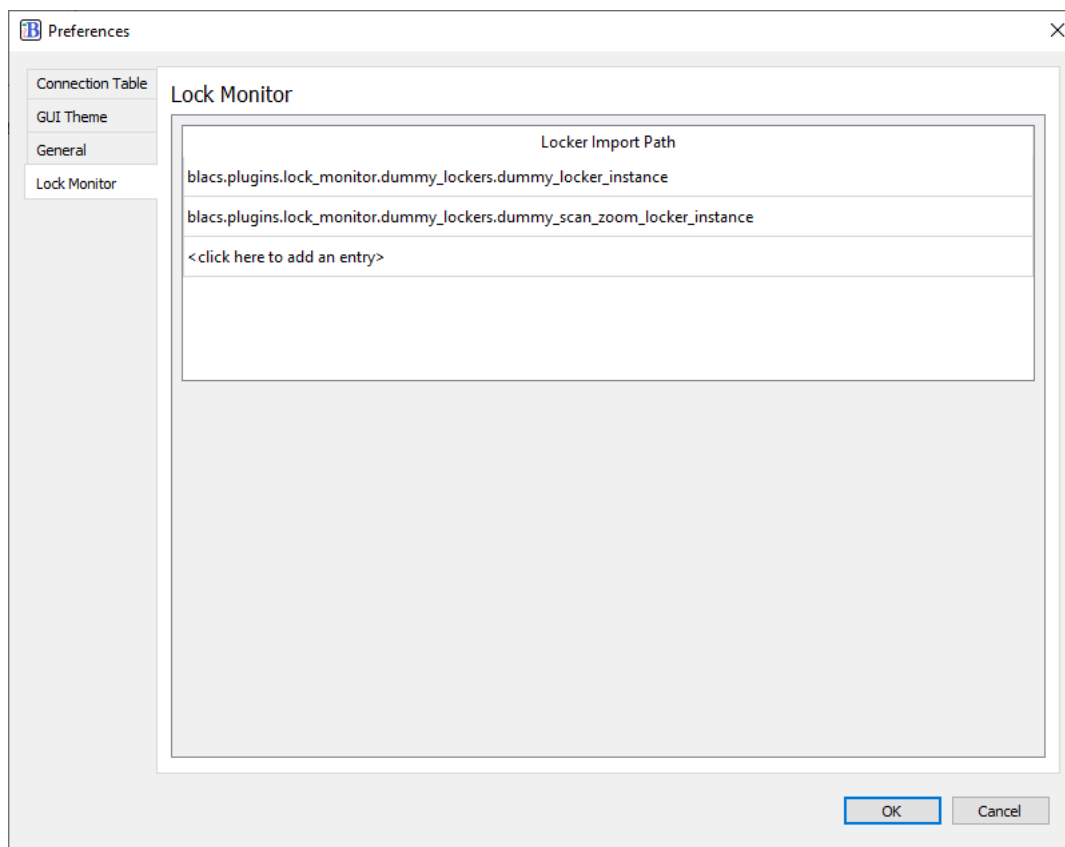 Preferences
Connection Table
GUI Theme
General
Lock Monitor
Lock Monitor
Locker Import Path
blacs.plugins.lock_monitor.dummy_lockers.dummy_locker_instance
blacs.plugins.lock_monitor.dummy_lockers.dummy_scan_zoom_locker_instance
<click here to add an entry>
OK
Cancel